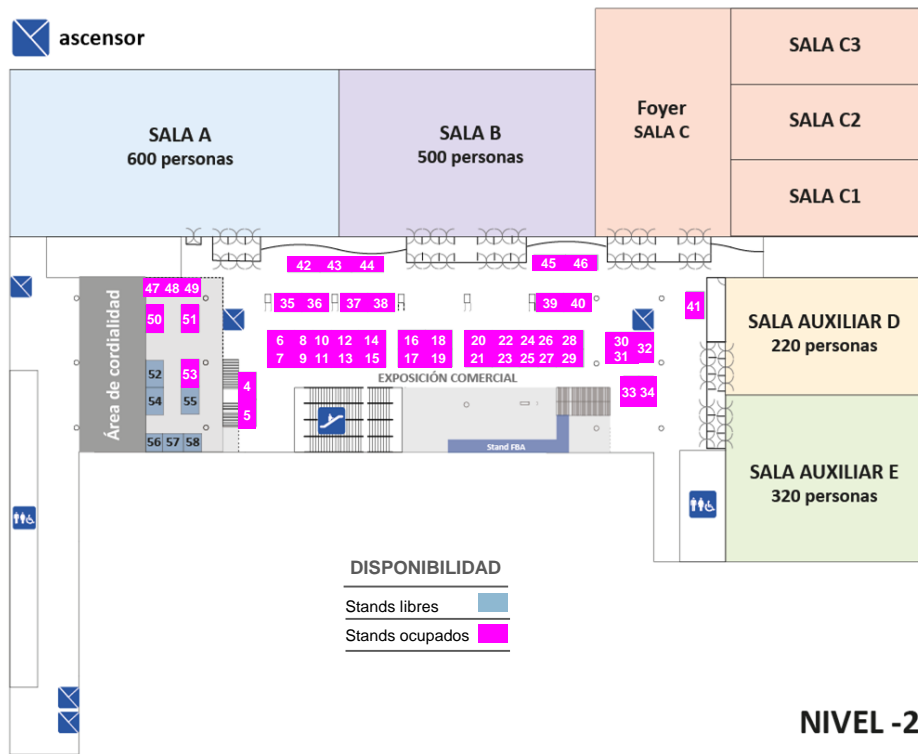 ascensor
SALA A
600 personas
SALA B
500 personas
Foyer
SALA C
SALA C3
SALA C2
SALA C1
42 43 44
45 46
47 48 49
35 36
37 38
39 40
41
50
51
6 8 10 12 14
7 9 11 13 15
16 18
17 19
20 22 24 26 28
21 23 25 27 29
30
31
32
33 34
SALA AUXILIAR D
220 personas
Área de cordialidad
52
53
54
55
56 57 58
4
5
EXPOSICIÓN COMERCIAL
Stand FBA
SALA AUXILIAR E
320 personas
DISPONIBILIDAD
Stands libres
Stands ocupados
NIVEL -2